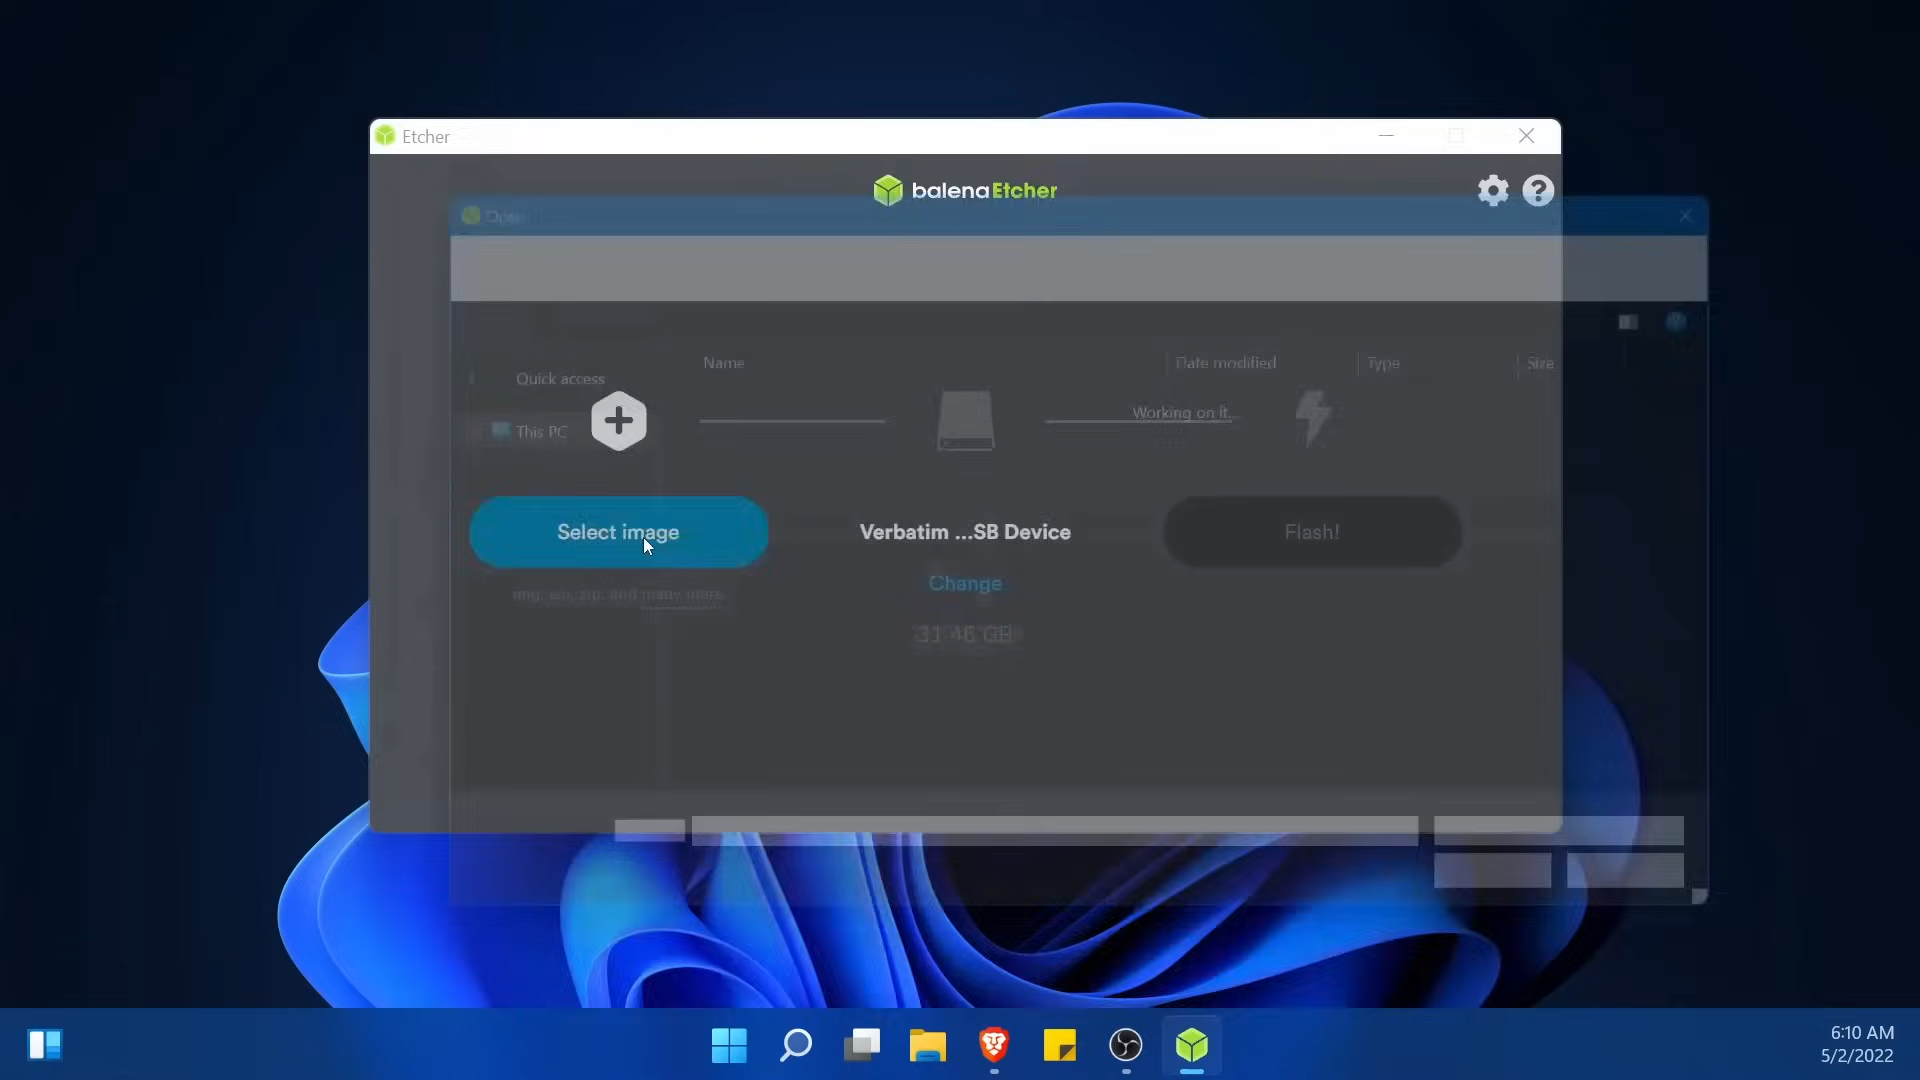 Etcher
balenaEtcher
Open
Name
Date modified
Type
Size
Quick access
Working on it...
This PC
Select image
Verbatim ...SB Device
Flash!
Change
img, iso, zip, and many more
31.46 GB
6:10 AM
5/2/2022